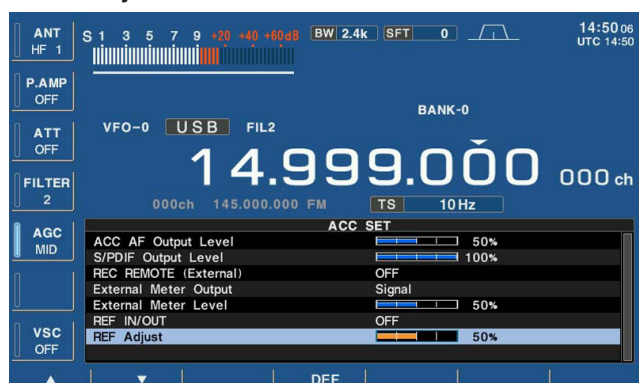 ANT
HF 1
S 1 3 5 7 9 +20 +40 +60dB
BW 2.4k
SFT 0
14:50 06
UTC 14:50
P.AMP
OFF
BANK-0
VFO-0 USB FIL2
ATT
OFF
14.999.000 000 ch
FILTER
2
000ch 145.000.000 FM
TS 10Hz
ACC SET
AGC
MID
ACC AF Output Level 50%
S/PDIF Output Level 100%
REC REMOTE (External) OFF
External Meter Output Signal
External Meter Level 50%
REF IN/OUT OFF
REF Adjust 50%
VSC
OFF